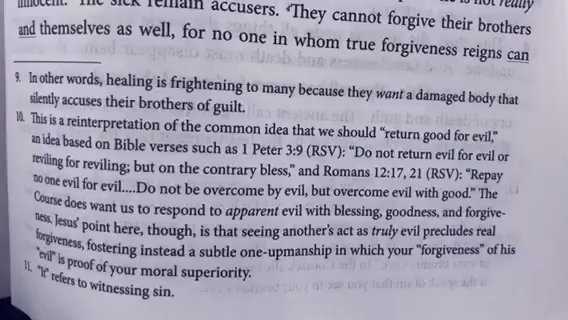 innocent. The sick remain accusers. ⁴They cannot forgive their brothers
and themselves as well, for no one in whom true forgiveness reigns can
9. In other words, healing is frightening to many because they want a damaged body that
silently accuses their brothers of guilt.
10. This is a reinterpretation of the common idea that we should "return good for evil,"
an idea based on Bible verses such as 1 Peter 3:9 (RSV): "Do not return evil for evil or
reviling for reviling; but on the contrary bless," and Romans 12:17, 21 (RSV): "Repay
no one evil for evil....Do not be overcome by evil, but overcome evil with good." The
Course does want us to respond to apparent evil with blessing, goodness, and forgive-
ness. Jesus' point here, though, is that seeing another's act as truly evil precludes real
forgiveness, fostering instead a subtle one-upmanship in which your "forgiveness" of his
"evil" is proof of your moral superiority.
11. "It" refers to witnessing sin.